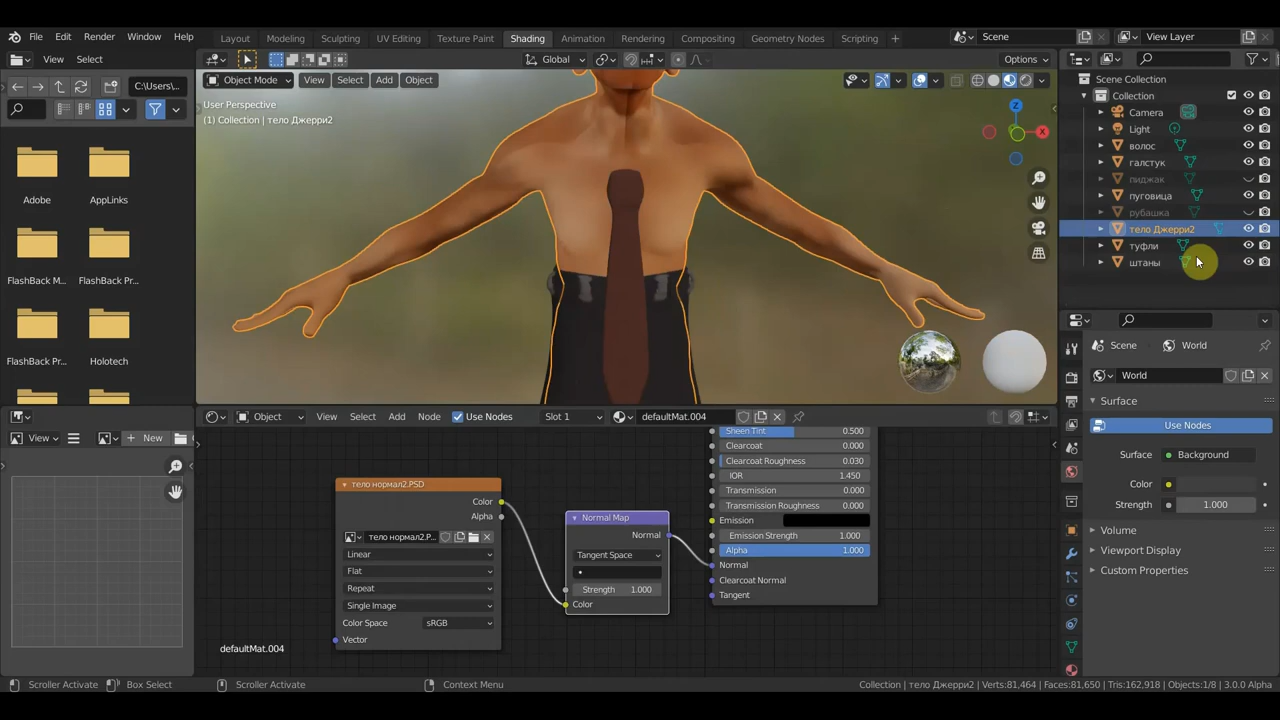 File Edit Render Window Help
Layout Modeling Sculpting UV Editing Texture Paint Shading Animation Rendering Compositing Geometry Nodes Scripting +
Scene
View Layer
View Select
Global
Options
C:\Users\...
Object Mode View Select Add Object
User Perspective
(1) Collection | тело Джерри2
Z
X
Adobe
AppLinks
FlashBack M...
FlashBack Pr...
FlashBack Pr...
Holotech
Scene Collection
Collection
Camera
Light
волос
галстук
пиджак
пуговица
рубашка
тело Джерри2
туфли
штаны
Scene World
World
Surface
Use Nodes
Surface Background
Color
Strength 1.000
Volume
Viewport Display
Custom Properties
View
New
Object View Select Add Node Use Nodes Slot 1 defaultMat.004
тело нормал2.PSD
Color
Alpha
тело нормал2.P...
Linear
Flat
Repeat
Single Image
Color Space sRGB
Vector
Normal Map
Normal
Tangent Space
Strength 1.000
Color
Sheen Tint 0.500
Clearcoat 0.000
Clearcoat Roughness 0.030
IOR 1.450
Transmission 0.000
Transmission Roughness 0.000
Emission
Emission Strength 1.000
Alpha 1.000
Normal
Clearcoat Normal
Tangent
defaultMat.004
Scroller Activate Box Select Scroller Activate Context Menu
Collection | тело Джерри2 | Verts:81,464 | Faces:81,650 | Tris:162,918 | Objects:1/8 | 3.0.0 Alpha